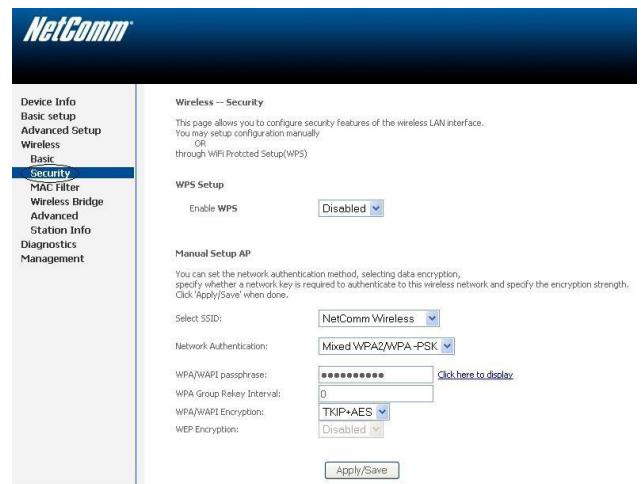 NetComm
Device Info
Basic setup
Advanced Setup
Wireless
Basic
Security
MAC Filter
Wireless Bridge
Advanced
Station Info
Diagnostics
Management
Wireless -- Security
This page allows you to configure security features of the wireless LAN interface.
You may setup configuration manually
OR
through WiFi Protcted Setup(WPS)
WPS Setup
Enable WPS Disabled
Manual Setup AP
You can set the network authentication method, selecting data encryption,
specify whether a network key is required to authenticate to this wireless network and specify the encryption strength.
Click 'Apply/Save' when done.
Select SSID: NetComm Wireless
Network Authentication: Mixed WPA2/WPA -PSK
WPA/WAPI passphrase: ●●●●●●●●●● Click here to display
WPA Group Rekey Interval: 0
WPA/WAPI Encryption: TKIP+AES
WEP Encryption: Disabled
Apply/Save